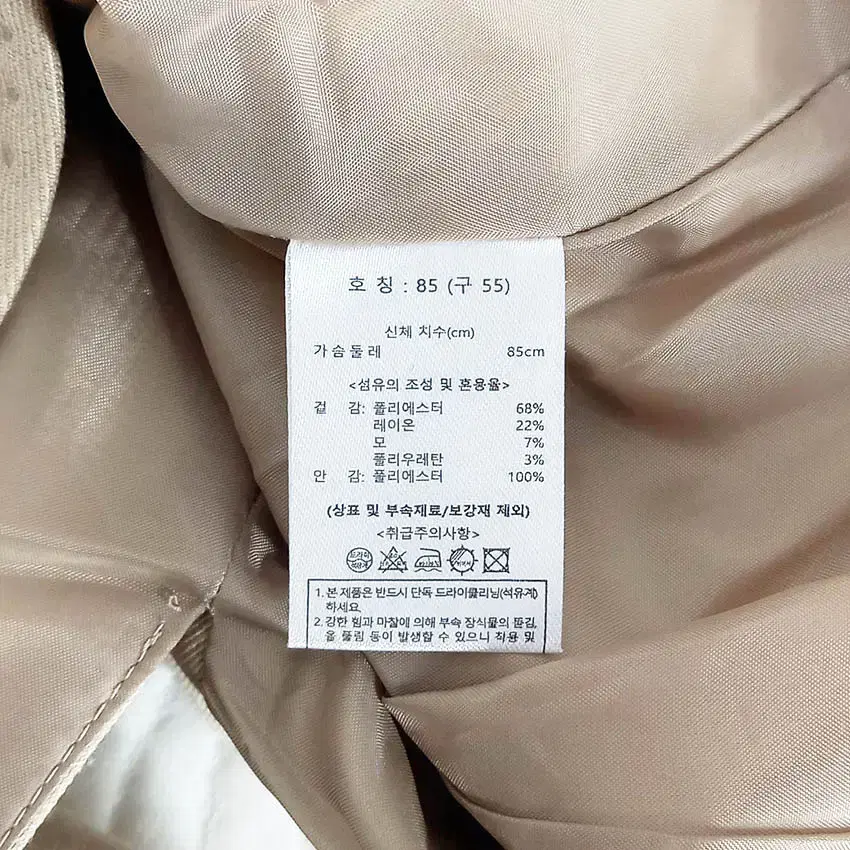 호 칭 : 85 (구 55)
신체 치수(cm)
가슴둘레 85cm
<섬유의 조성 및 혼용율>
겉 감: 폴리에스터 68%
레이온 22%
모 7%
폴리우레탄 3%
안 감: 폴리에스터 100%
(상표 및 부속재료/보강재 제외)
<취급주의사항>
드라이
석유계
1. 본 제품은 반드시 단독 드라이클리닝(석유계)
하세요.
2. 강한 힘과 마찰에 의해 부속 장식물의 뜯김,
올 풀림 등이 발생할 수 있으니 착용 및